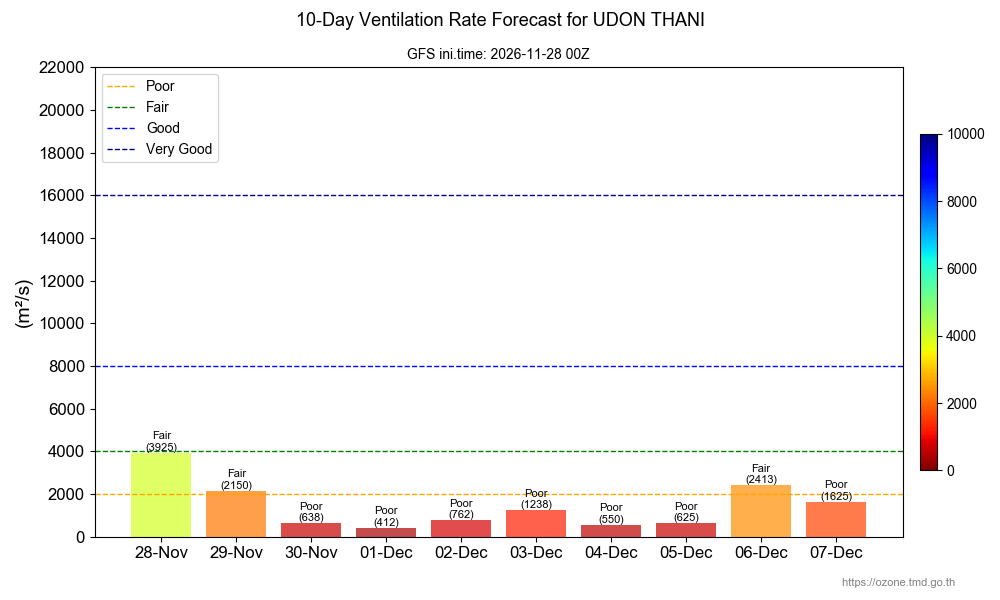 10-Day Ventilation Rate Forecast for UDON THANI
GFS ini.time: 2026-11-28 00Z
22000
20000
18000
16000
14000
12000
10000
8000
6000
4000
2000
0
(m²/s)
Poor
Fair
Good
Very Good
Fair
(3925)
Fair
(2150)
Poor
(638)
Poor
(412)
Poor
(762)
Poor
(1238)
Poor
(550)
Poor
(625)
Fair
(2413)
Poor
(1625)
28-Nov
29-Nov
30-Nov
01-Dec
02-Dec
03-Dec
04-Dec
05-Dec
06-Dec
07-Dec
10000
8000
6000
4000
2000
0
https://ozone.tmd.go.th